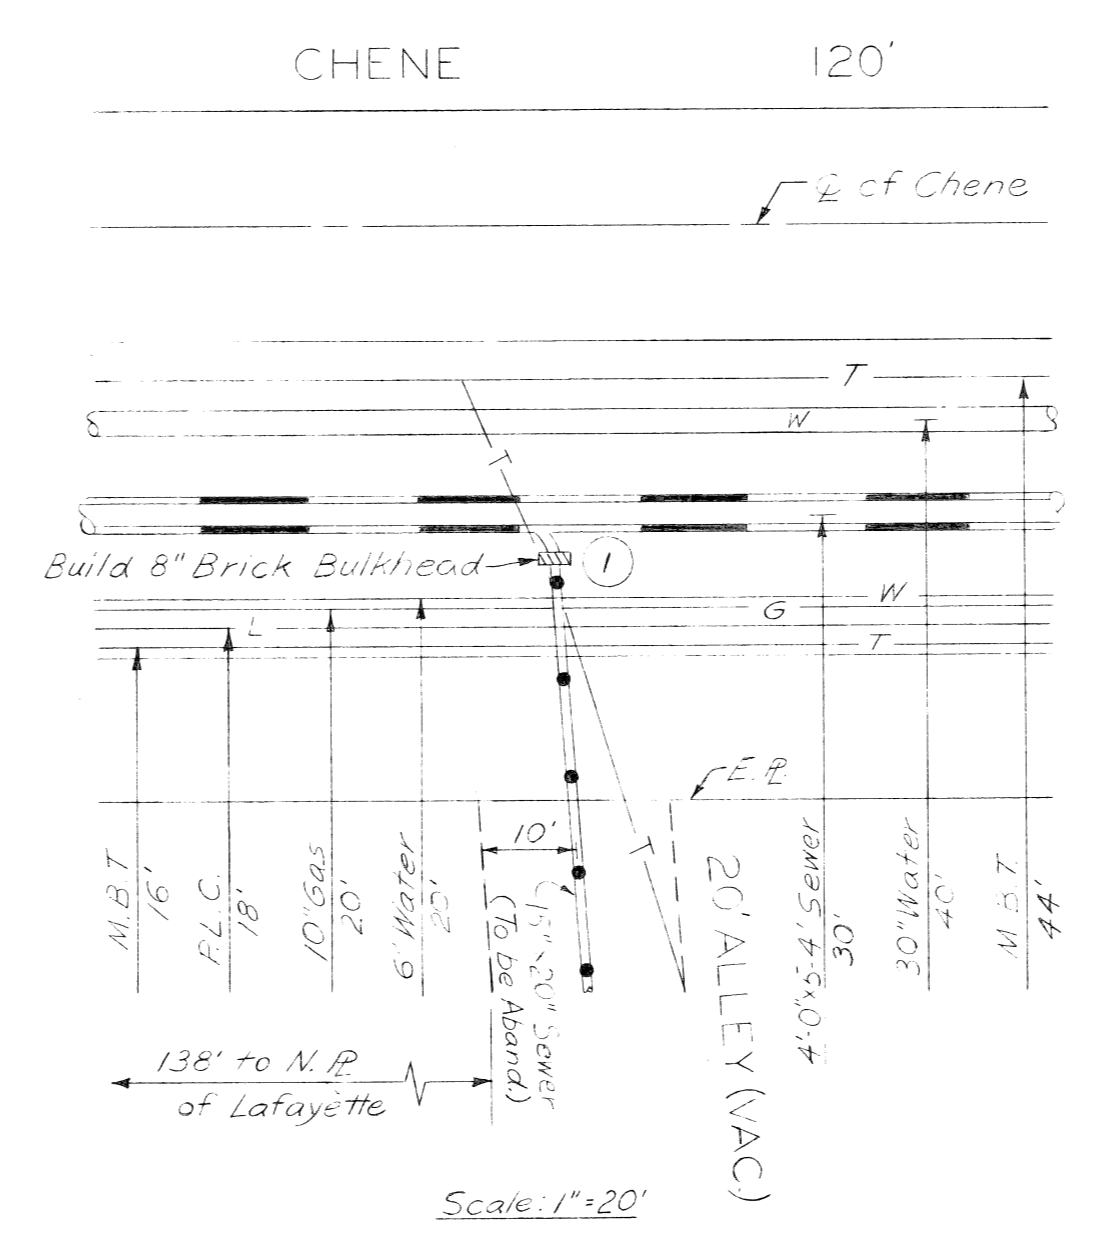 CHENE 120'
℄ of Chene
T
W
T
Build 8" Brick Bulkhead
1
W
G
L
T
E. ⅊
10'
T
M.B.T
16'
P.L.C.
18'
10" Gas
20'
6" Water
20'
15"x20" Sewer
(To be Aband.)
20' ALLEY (VAC.)
4'-0"x5'-4" Sewer
30'
30" Water
40'
M.B.T.
44'
138' to N. ⅊
of Lafayette
Scale: 1"=20'